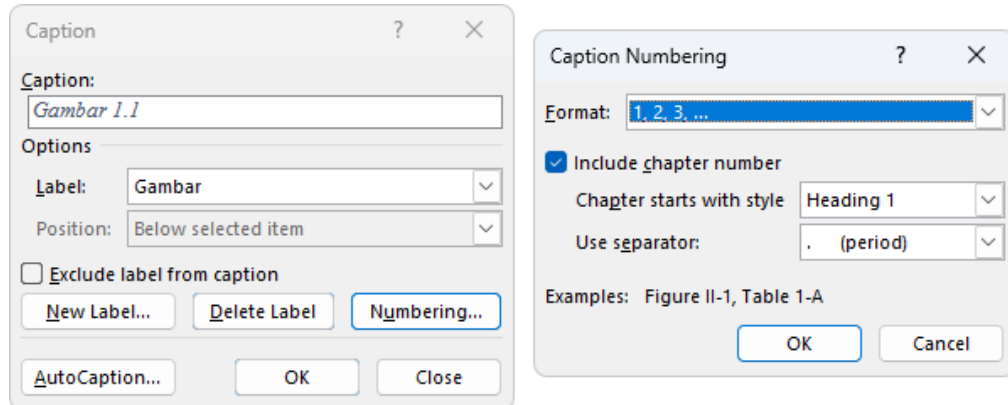 Caption
Caption:
Gambar 1.1
Options
Label: Gambar
Position: Below selected item
Exclude label from caption
New Label... Delete Label Numbering...
AutoCaption... OK Close
Caption Numbering
Format: 1, 2, 3, ...
Include chapter number
Chapter starts with style Heading 1
Use separator: . (period)
Examples: Figure II-1, Table 1-A
OK Cancel